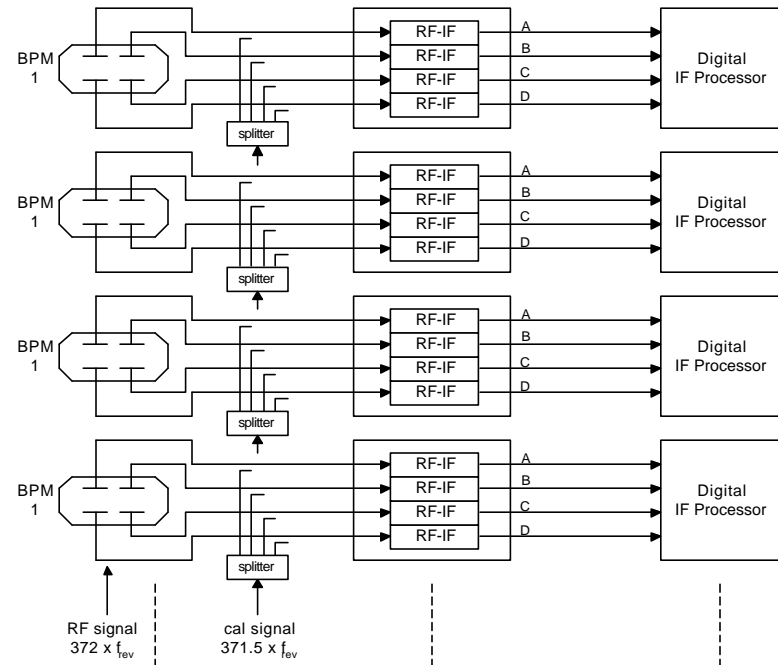 BPM
1
RF-IF
RF-IF
RF-IF
RF-IF
A
B
C
D
Digital
IF Processor
splitter
BPM
1
RF-IF
RF-IF
RF-IF
RF-IF
A
B
C
D
Digital
IF Processor
splitter
BPM
1
RF-IF
RF-IF
RF-IF
RF-IF
A
B
C
D
Digital
IF Processor
splitter
BPM
1
RF-IF
RF-IF
RF-IF
RF-IF
A
B
C
D
Digital
IF Processor
splitter
RF signal
372 x frev
cal signal
371.5 x frev